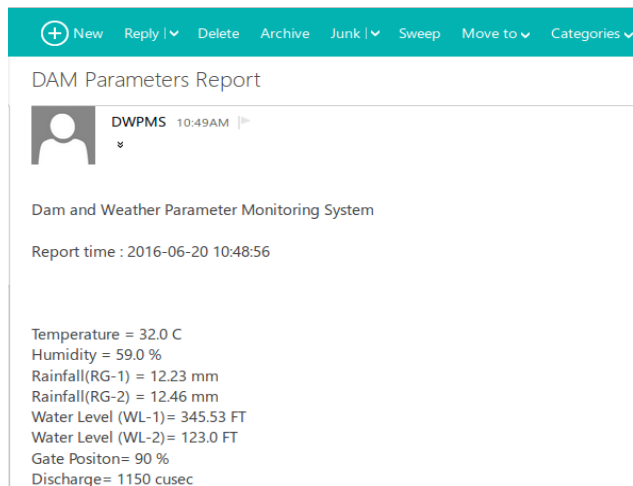 New Reply Delete Archive Junk Sweep Move to Categories
DAM Parameters Report
DWPMS 10:49AM
Dam and Weather Parameter Monitoring System
Report time : 2016-06-20 10:48:56
Temperature = 32.0 C
Humidity = 59.0 %
Rainfall(RG-1) = 12.23 mm
Rainfall(RG-2) = 12.46 mm
Water Level (WL-1)= 345.53 FT
Water Level (WL-2)= 123.0 FT
Gate Positon= 90 %
Discharge= 1150 cusec